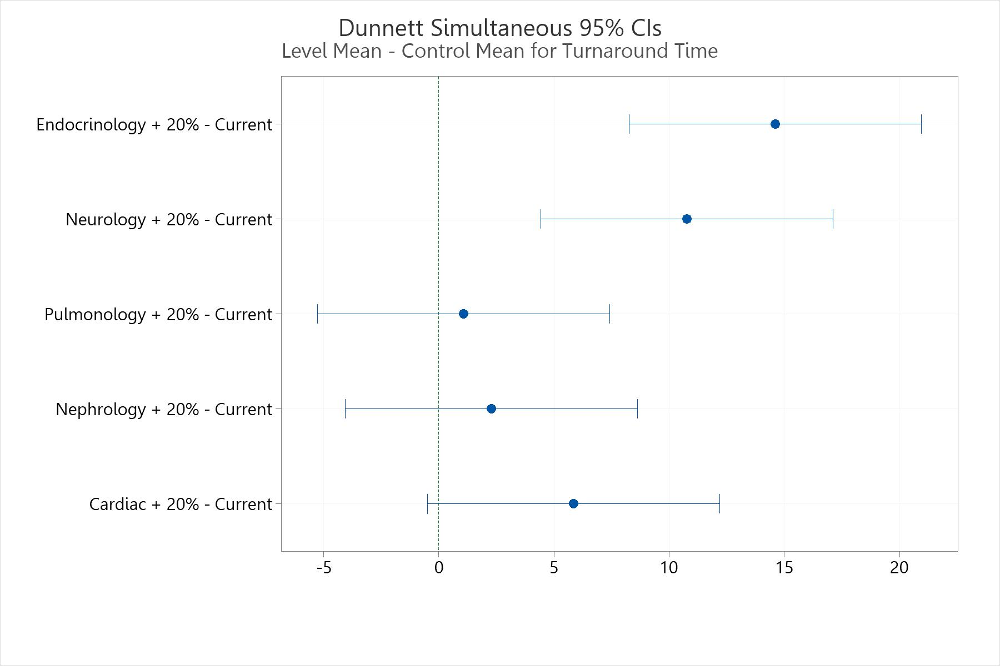 Dunnett Simultaneous 95% CIs
Level Mean - Control Mean for Turnaround Time
Endocrinology + 20% - Current
Neurology + 20% - Current
Pulmonology + 20% - Current
Nephrology + 20% - Current
Cardiac + 20% - Current
-5 0 5 10 15 20